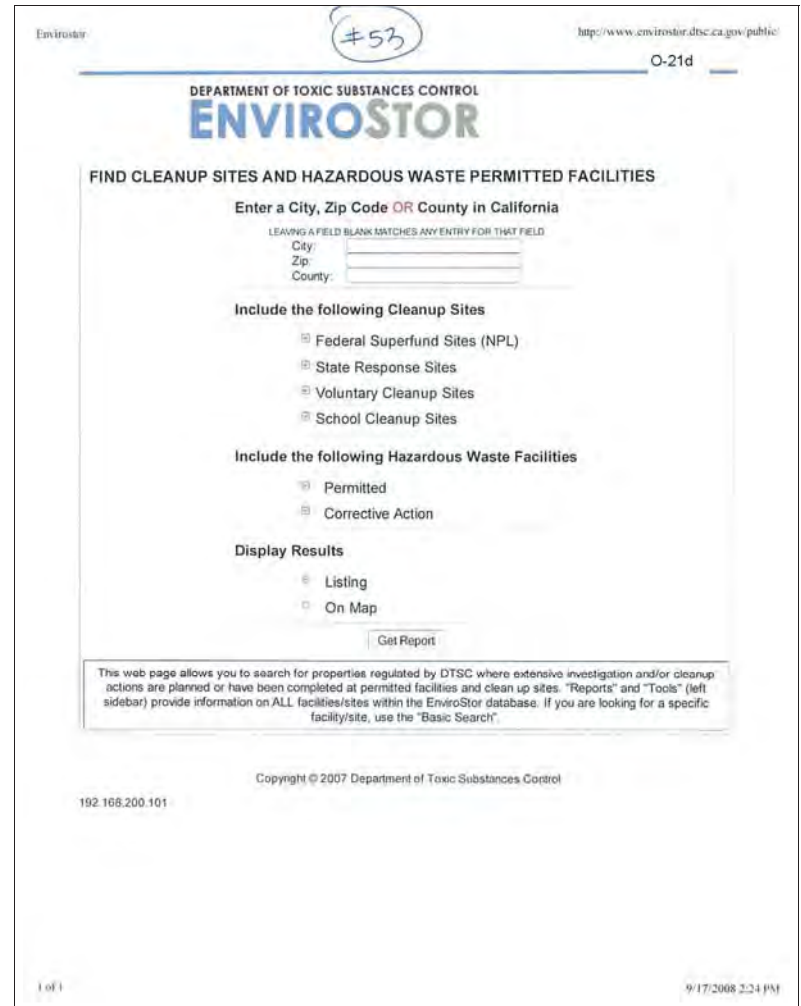 Envirostor
#53
http://www.envirostor.dtsc.ca.gov/public/
O-21d
DEPARTMENT OF TOXIC SUBSTANCES CONTROL
ENVIROSTOR
FIND CLEANUP SITES AND HAZARDOUS WASTE PERMITTED FACILITIES
Enter a City, Zip Code OR County in California
LEAVING A FIELD BLANK MATCHES ANY ENTRY FOR THAT FIELD
City:
Zip:
County:
Include the following Cleanup Sites
Federal Superfund Sites (NPL)
State Response Sites
Voluntary Cleanup Sites
School Cleanup Sites
Include the following Hazardous Waste Facilities
Permitted
Corrective Action
Display Results
Listing
On Map
Get Report
This web page allows you to search for properties regulated by DTSC where extensive investigation and/or cleanup
actions are planned or have been completed at permitted facilities and clean up sites. "Reports" and "Tools" (left
sidebar) provide information on ALL facilities/sites within the EnviroStor database. If you are looking for a specific
facility/site, use the "Basic Search".
Copyright © 2007 Department of Toxic Substances Control
192.168.200.101
1 of 1
9/17/2008 2:24 PM